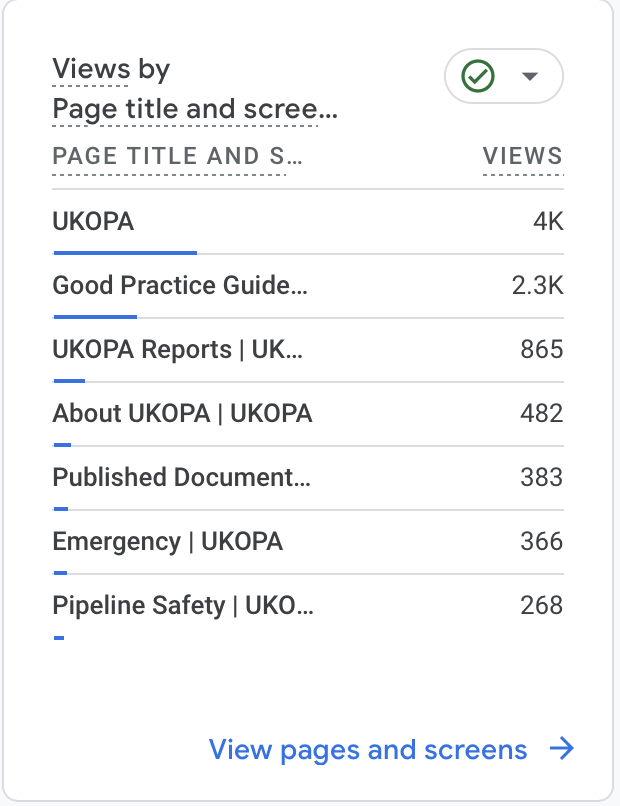 Views by
Page title and scree...
PAGE TITLE AND S... VIEWS
UKOPA 4K
Good Practice Guide... 2.3K
UKOPA Reports | UK... 865
About UKOPA | UKOPA 482
Published Document... 383
Emergency | UKOPA 366
Pipeline Safety | UKO... 268
View pages and screens